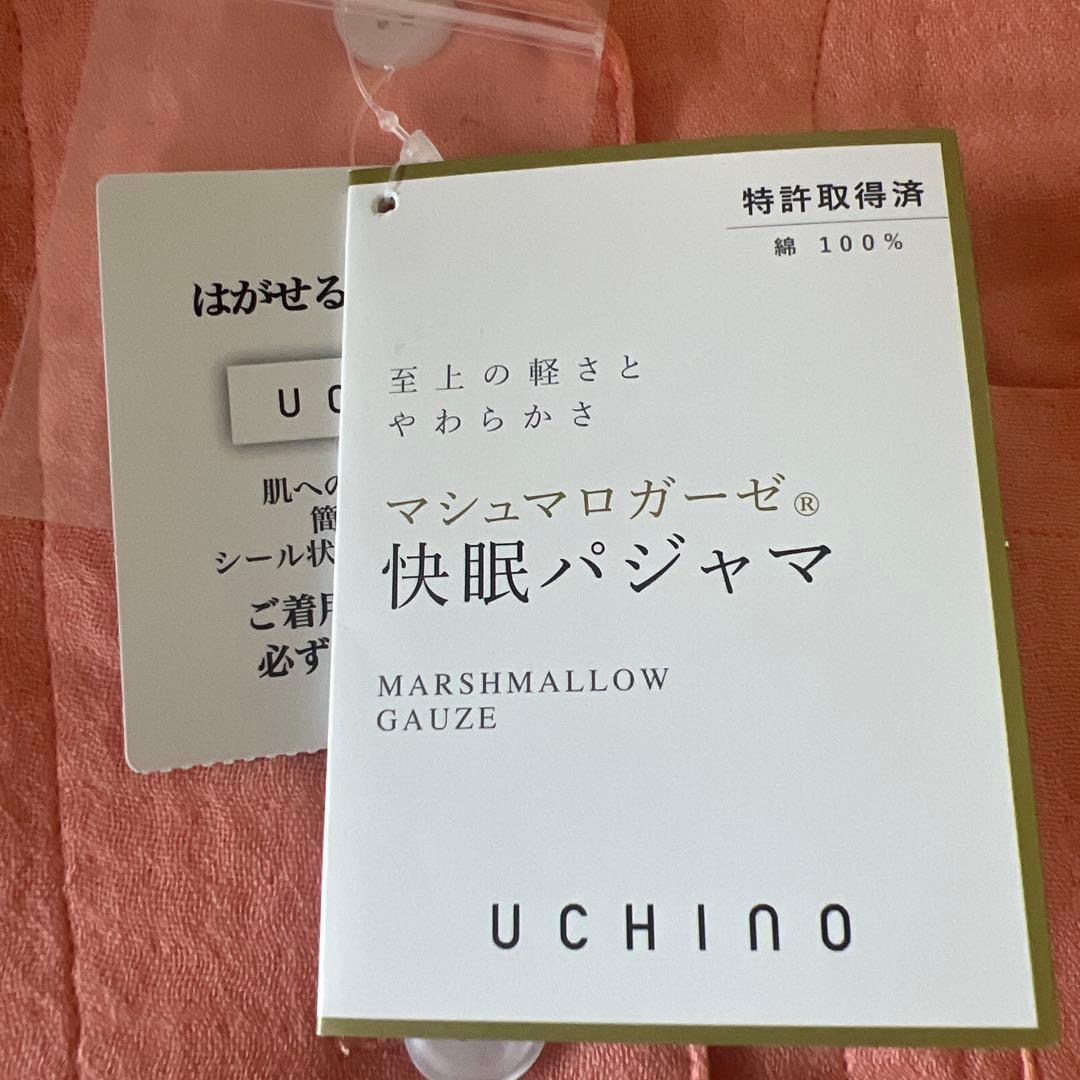 特許取得済
綿 100%
至上の軽さと
やわらかさ
マシュマロガーゼ®
快眠パジャマ
MARSHMALLOW
GAUZE
UCHINO
はがせる
U
肌への
シール状
ご着用
必ず